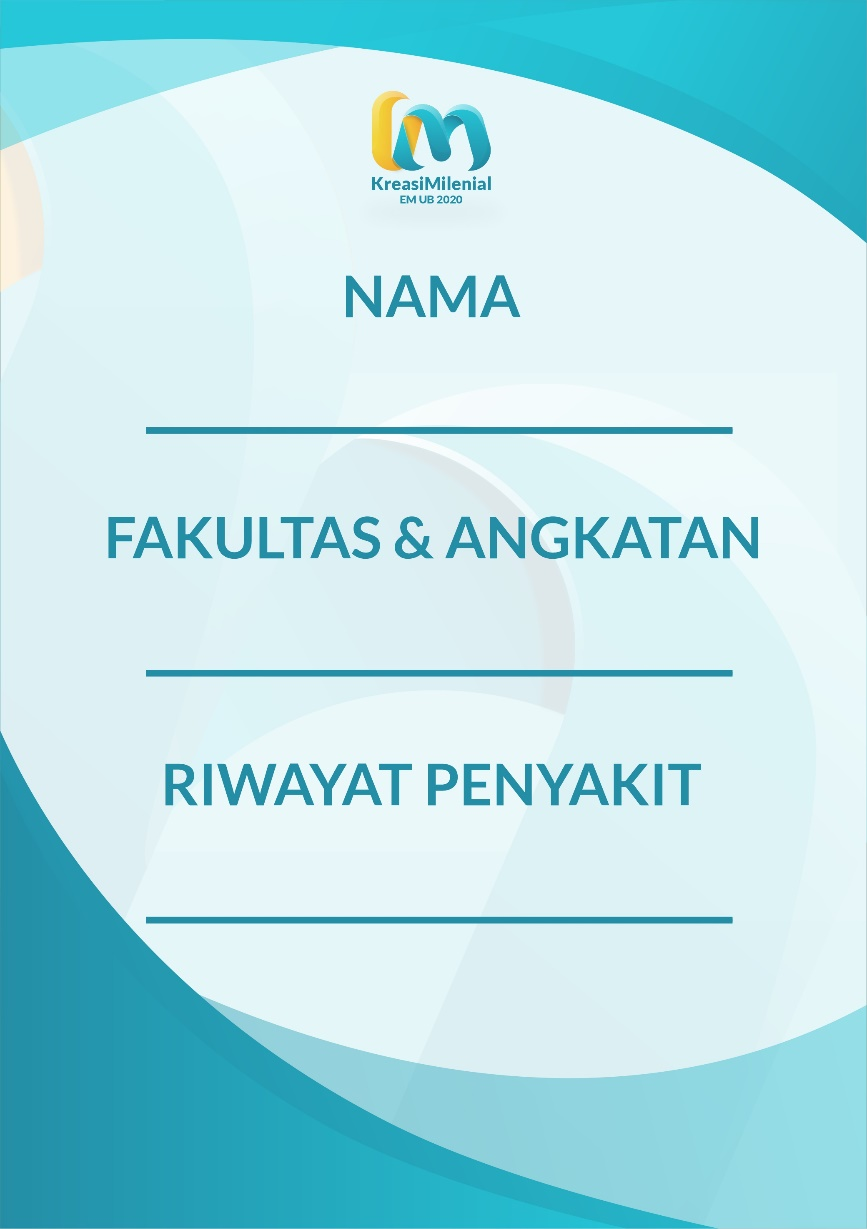 KreasiMilenial
EM UB 2020
NAMA
FAKULTAS & ANGKATAN
RIWAYAT PENYAKIT